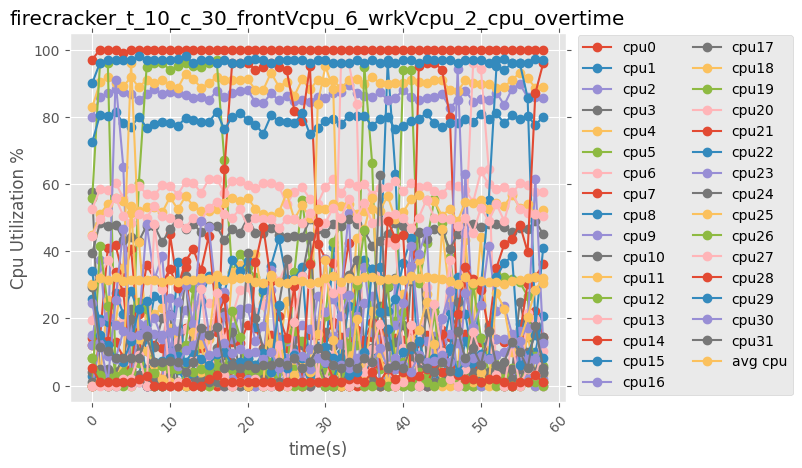 firecracker_t_10_c_30_frontVcpu_6_wrkVcpu_2_cpu_overtime
Cpu Utilization %
100
80
60
40
20
0
0
10
20
30
40
50
60
time(s)
cpu0
cpu1
cpu2
cpu3
cpu4
cpu5
cpu6
cpu7
cpu8
cpu9
cpu10
cpu11
cpu12
cpu13
cpu14
cpu15
cpu16
cpu17
cpu18
cpu19
cpu20
cpu21
cpu22
cpu23
cpu24
cpu25
cpu26
cpu27
cpu28
cpu29
cpu30
cpu31
avg cpu